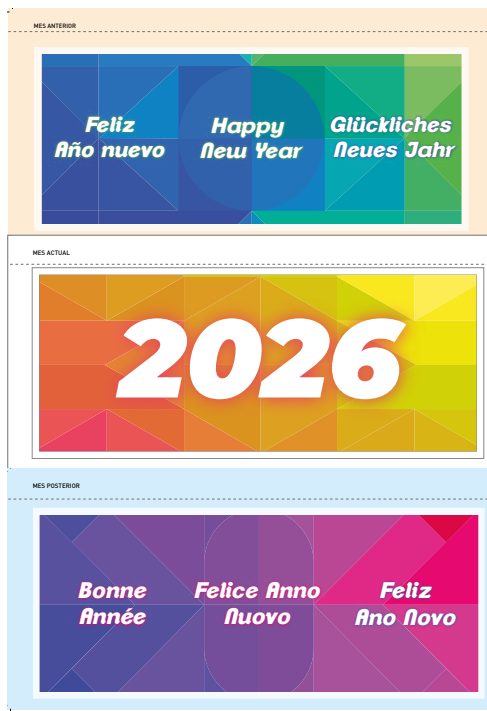 MES ANTERIOR
Feliz
Año nuevo
Happy
New Year
Glückliches
Neues Jahr
MES ACTUAL
2026
MES POSTERIOR
Bonne
Année
Felice Anno
Nuovo
Feliz
Ano Novo